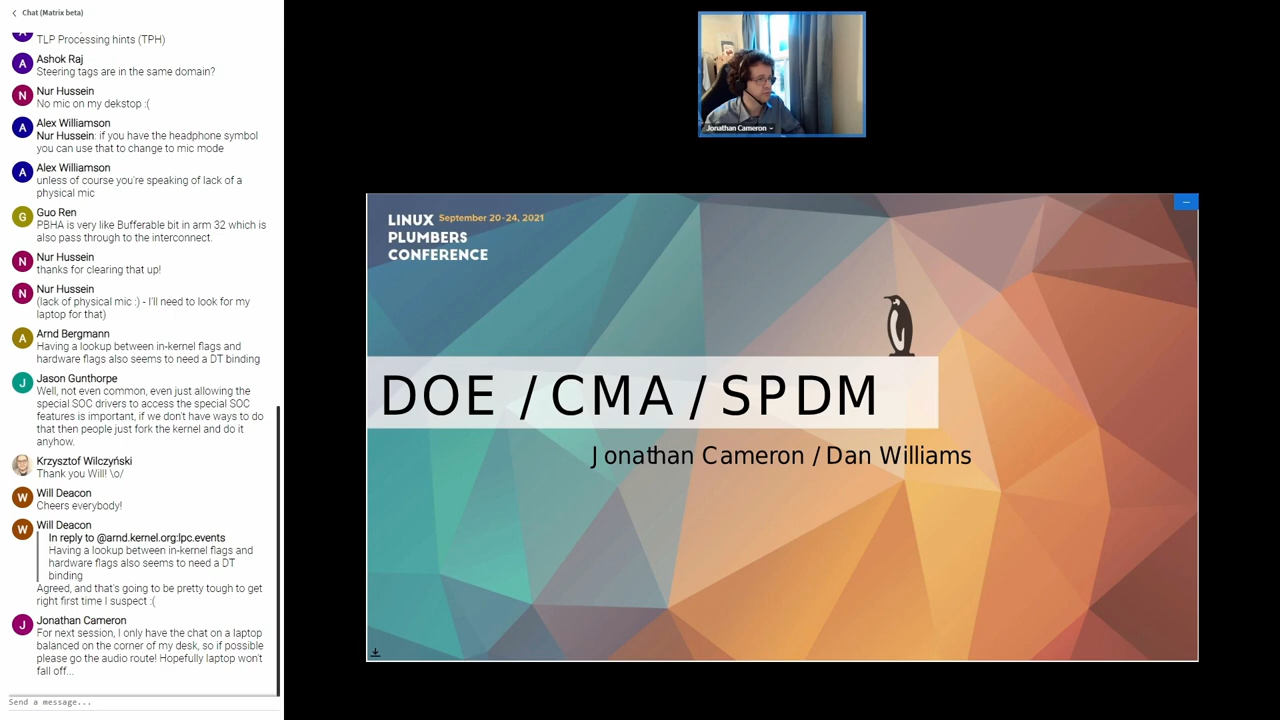 Chat (Matrix beta)
TLP Processing hints (TPH)
Ashok Raj
Steering tags are in the same domain?
Nur Hussein
No mic on my dekstop :(
Alex Williamson
Nur Hussein: if you have the headphone symbol
you can use that to change to mic mode
Alex Williamson
unless of course you're speaking of lack of a
physical mic
Guo Ren
PBHA is very like Bufferable bit in arm 32 which is
also pass through to the interconnect.
Nur Hussein
thanks for clearing that up!
Nur Hussein
(lack of physical mic :) - I'll need to look for my
laptop for that)
Arnd Bergmann
Having a lookup between in-kernel flags and
hardware flags also seems to need a DT binding
Jason Gunthorpe
Well, not even common, even just allowing the
special SOC drivers to access the special SOC
features is important, if we don't have ways to do
that then people just fork the kernel and do it
anyhow.
Krzysztof Wilczyński
Thank you Will! \o/
Will Deacon
Cheers everybody!
Will Deacon
In reply to @arnd.kernel.org:lpc.events
Having a lookup between in-kernel flags and
hardware flags also seems to need a DT
binding
Agreed, and that's going to be pretty tough to get
right first time I suspect :(
Jonathan Cameron
For next session, I only have the chat on a laptop
balanced on the corner of my desk, so if possible
please go the audio route! Hopefully laptop won't
fall off...
Send a message...
Jonathan Cameron
LINUX September 20-24, 2021
PLUMBERS
CONFERENCE
DOE / CMA / SPDM
Jonathan Cameron / Dan Williams